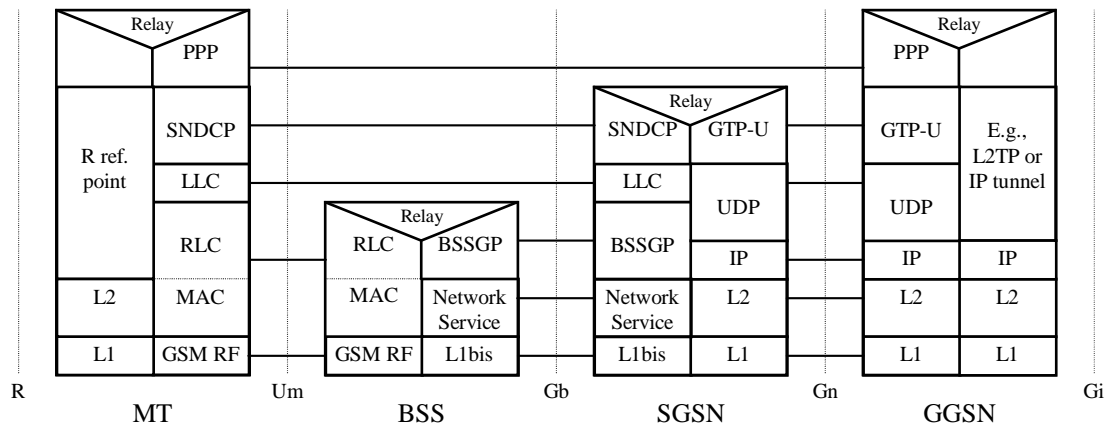 Relay
PPP
Relay
PPP
R ref.
point
SNDCP
Relay
SNDCP
GTP-U
GTP-U
E.g.,
L2TP or
IP tunnel
LLC
LLC
UDP
UDP
RLC
Relay
RLC
BSSGP
BSSGP
IP
IP
IP
L2
MAC
MAC
Network
Service
Network
Service
L2
L2
L2
L1
GSM RF
GSM RF
L1bis
L1bis
L1
L1
L1
R
Um
Gb
Gn
Gi
MT
BSS
SGSN
GGSN